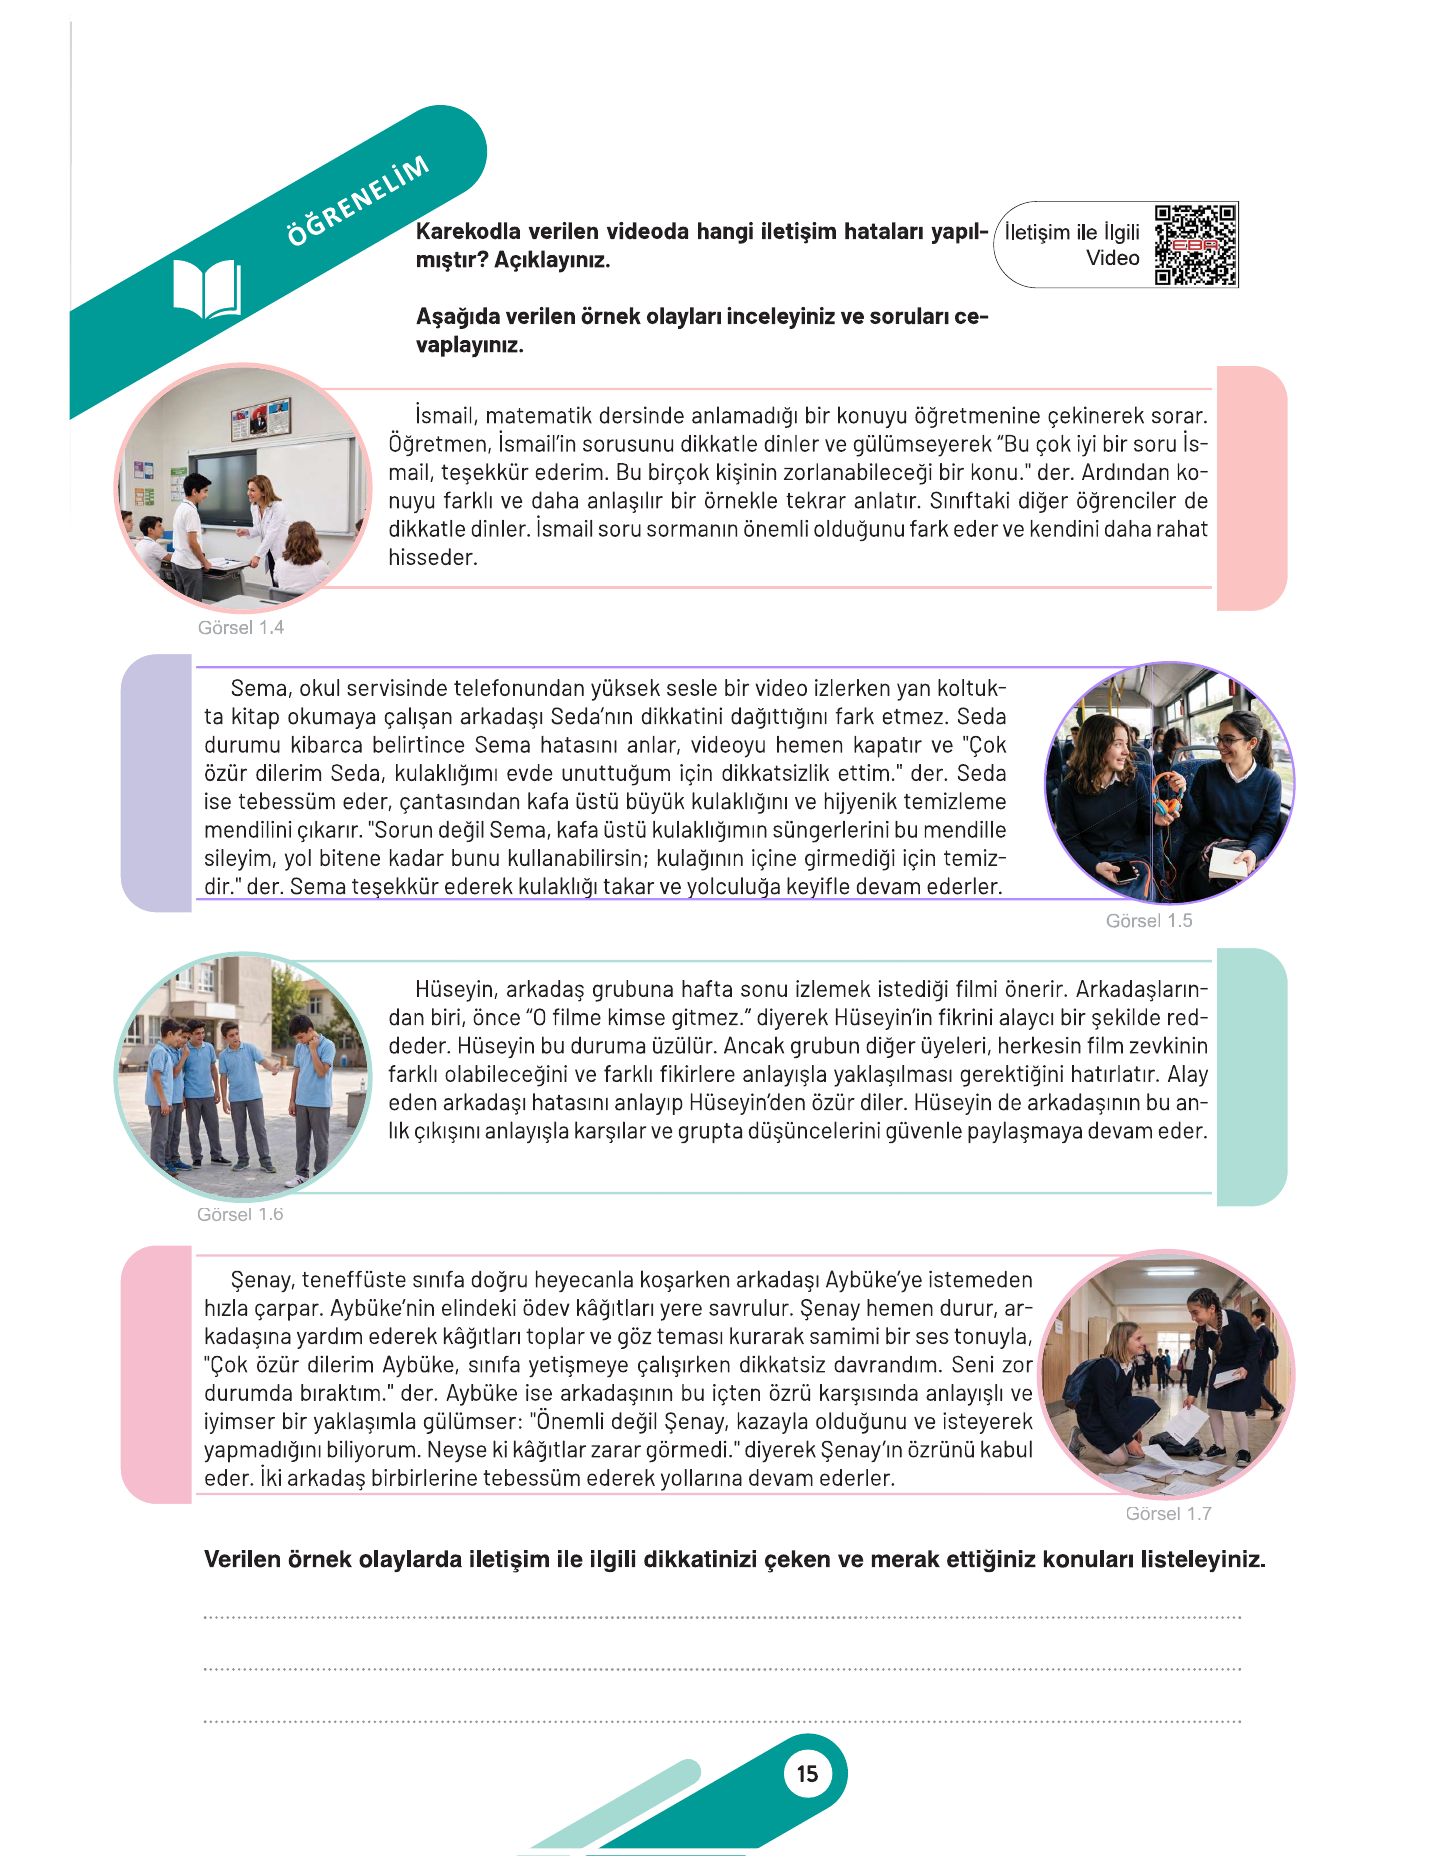 ÖĞRENELİM
Karekodla verilen videoda hangi iletişim hataları yapıl-
mıştır? Açıklayınız.
İletişim ile İlgili
Video
EBA
Aşağıda verilen örnek olayları inceleyiniz ve soruları ce-
vaplayınız.
İsmail, matematik dersinde anlamadığı bir konuyu öğretmenine çekinerek sorar.
Öğretmen, İsmail’in sorusunu dikkatle dinler ve gülümseyerek “Bu çok iyi bir soru İs-
mail, teşekkür ederim. Bu birçok kişinin zorlanabileceği bir konu." der. Ardından ko-
nuyu farklı ve daha anlaşılır bir örnekle tekrar anlatır. Sınıftaki diğer öğrenciler de
dikkatle dinler. İsmail soru sormanın önemli olduğunu fark eder ve kendini daha rahat
hisseder.
Görsel 1.4
Sema, okul servisinde telefonundan yüksek sesle bir video izlerken yan koltuk-
ta kitap okumaya çalışan arkadaşı Seda’nın dikkatini dağıttığını fark etmez. Seda
durumu kibarca belirtince Sema hatasını anlar, videoyu hemen kapatır ve "Çok
özür dilerim Seda, kulaklığımı evde unuttuğum için dikkatsizlik ettim." der. Seda
ise tebessüm eder, çantasından kafa üstü büyük kulaklığını ve hijyenik temizleme
mendilini çıkarır. "Sorun değil Sema, kafa üstü kulaklığımın süngerlerini bu mendille
sileyim, yol bitene kadar bunu kullanabilirsin; kulağının içine girmediği için temiz-
dir." der. Sema teşekkür ederek kulaklığı takar ve yolculuğa keyifle devam ederler.
Görsel 1.5
Hüseyin, arkadaş grubuna hafta sonu izlemek istediği filmi önerir. Arkadaşların-
dan biri, önce “O filme kimse gitmez.” diyerek Hüseyin’in fikrini alaycı bir şekilde red-
deder. Hüseyin bu duruma üzülür. Ancak grubun diğer üyeleri, herkesin film zevkinin
farklı olabileceğini ve farklı fikirlere anlayışla yaklaşılması gerektiğini hatırlatır. Alay
eden arkadaşı hatasını anlayıp Hüseyin’den özür diler. Hüseyin de arkadaşının bu an-
lık çıkışını anlayışla karşılar ve grupta düşüncelerini güvenle paylaşmaya devam eder.
Görsel 1.6
Şenay, teneffüste sınıfa doğru heyecanla koşarken arkadaşı Aybüke’ye istemeden
hızla çarpar. Aybüke’nin elindeki ödev kâğıtları yere savrulur. Şenay hemen durur, ar-
kadaşına yardım ederek kâğıtları toplar ve göz teması kurarak samimi bir ses tonuyla,
"Çok özür dilerim Aybüke, sınıfa yetişmeye çalışırken dikkatsiz davrandım. Seni zor
durumda bıraktım." der. Aybüke ise arkadaşının bu içten özrü karşısında anlayışlı ve
iyimser bir yaklaşımla gülümser: "Önemli değil Şenay, kazayla olduğunu ve isteyerek
yapmadığını biliyorum. Neyse ki kâğıtlar zarar görmedi." diyerek Şenay’ın özrünü kabul
eder. İki arkadaş birbirlerine tebessüm ederek yollarına devam ederler.
Görsel 1.7
Verilen örnek olaylarda iletişim ile ilgili dikkatinizi çeken ve merak ettiğiniz konuları listeleyiniz.
15